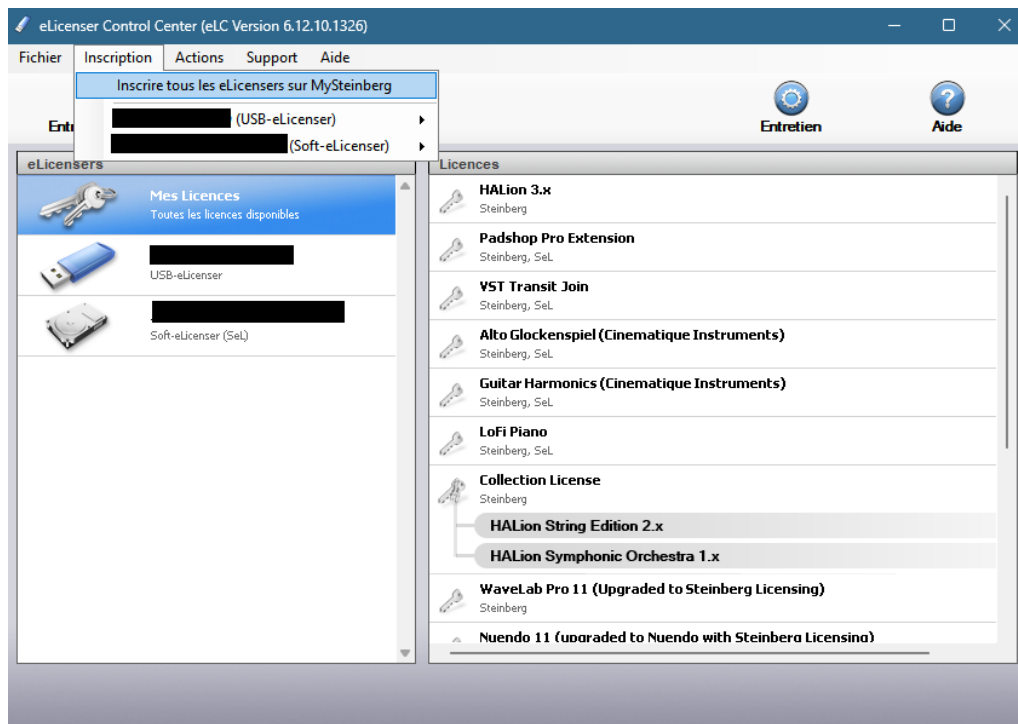 eLicenser Control Center (eLC Version 6.12.10.1326)
Fichier Inscription Actions Support Aide
Inscrire tous les eLicensers sur MySteinberg
(USB-eLicenser)
(Soft-eLicenser)
Entretien
Aide
eLicensers
Mes Licences
Toutes les licences disponibles
USB-eLicenser
Soft-eLicenser (SeL)
Licences
HALion 3.x
Steinberg
Padshop Pro Extension
Steinberg, SeL
VST Transit Join
Steinberg, SeL
Alto Glockenspiel (Cinematique Instruments)
Steinberg, SeL
Guitar Harmonics (Cinematique Instruments)
Steinberg, SeL
LoFi Piano
Steinberg, SeL
Collection License
Steinberg
HALion String Edition 2.x
HALion Symphonic Orchestra 1.x
WaveLab Pro 11 (Upgraded to Steinberg Licensing)
Steinberg
Nuendo 11 (upgraded to Nuendo with Steinberg Licensing)